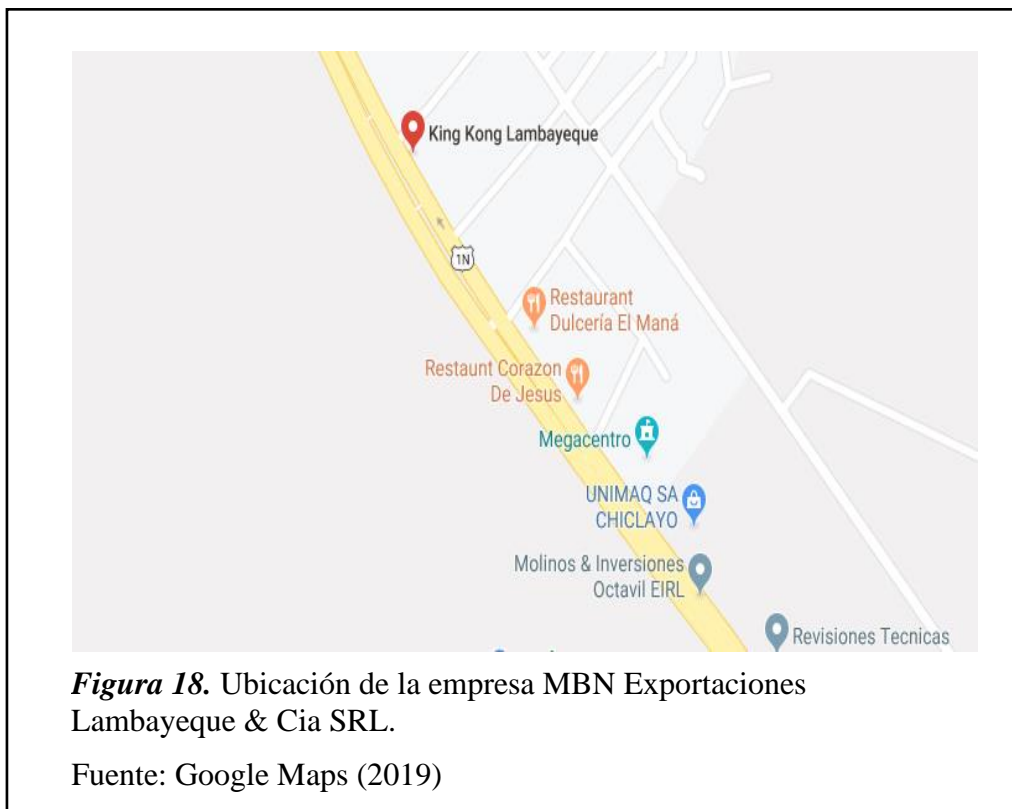 King Kong Lambayeque
1N
Restaurant
Dulcería El Maná
Restaunt Corazon
De Jesus
Megacentro
UNIMAQ SA
CHICLAYO
Molinos & Inversiones
Octavil EIRL
Revisiones Tecnicas
Figura 18. Ubicación de la empresa MBN Exportaciones
Lambayeque & Cia SRL.
Fuente: Google Maps (2019)